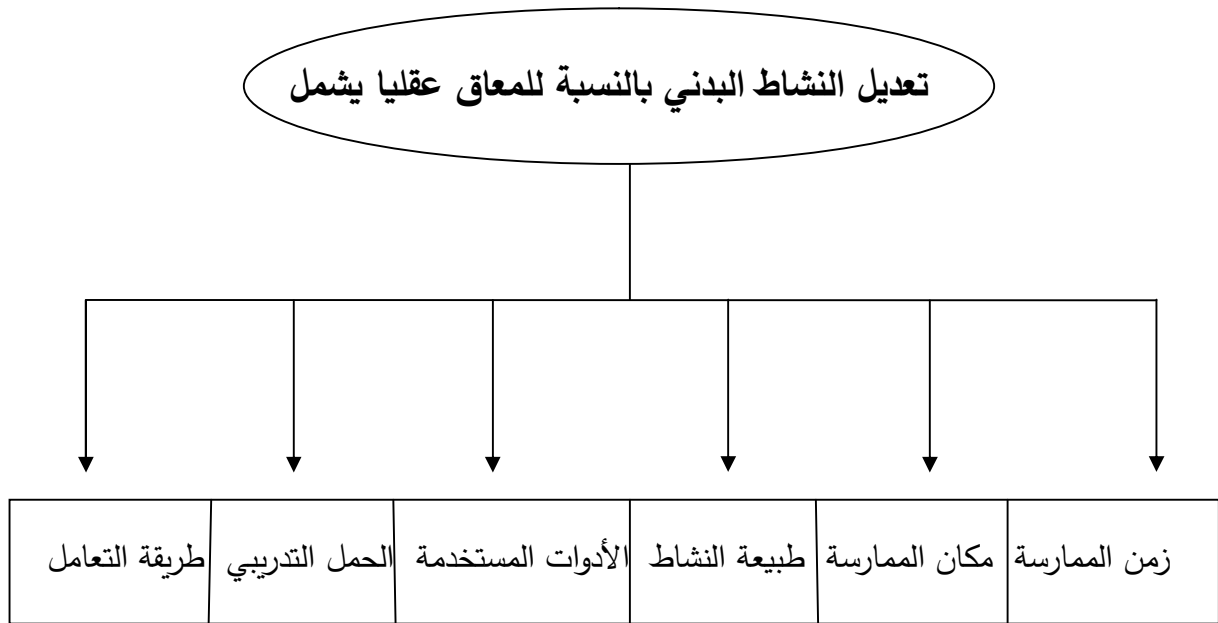 تعديل النشاط البدني بالنسبة للمعاق عقليا يشمل
زمن الممارسة
مكان الممارسة
طبيعة النشاط
الأدوات المستخدمة
الحمل التدريبي
طريقة التعامل